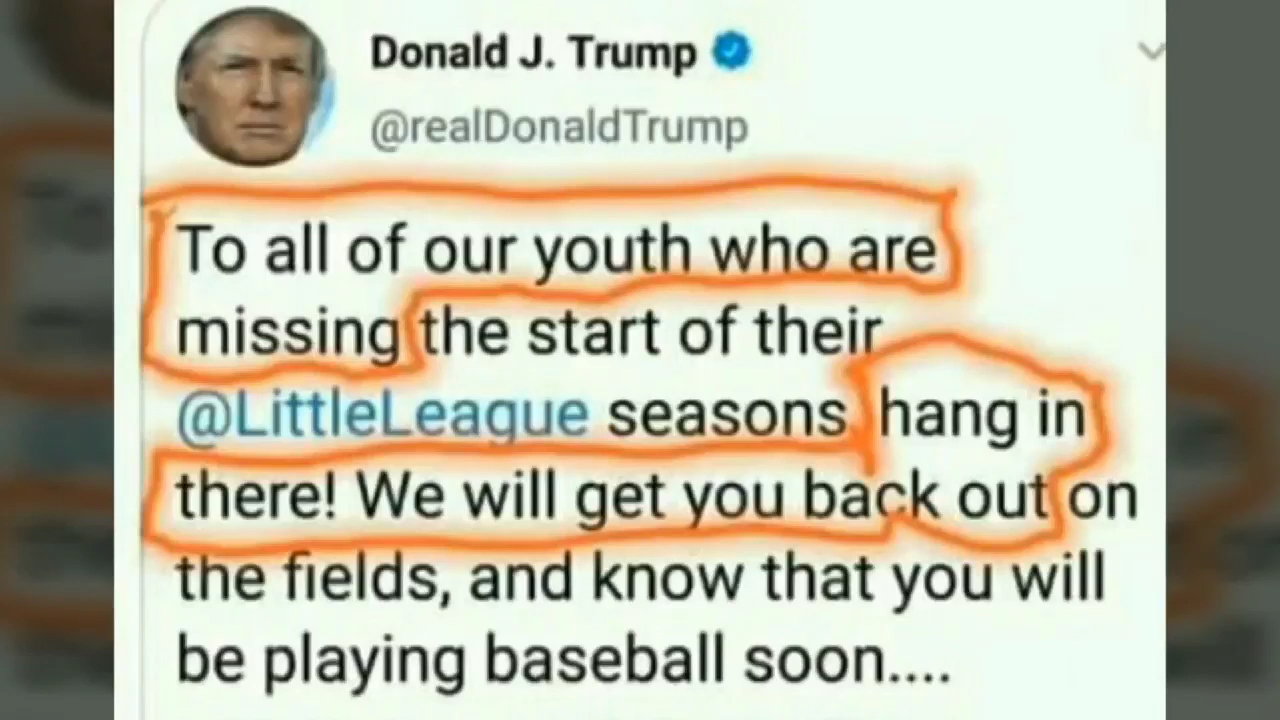 Donald J. Trump
@realDonaldTrump
To all of our youth who are
missing the start of their
@LittleLeague seasons hang in
there! We will get you back out on
the fields, and know that you will
be playing baseball soon....